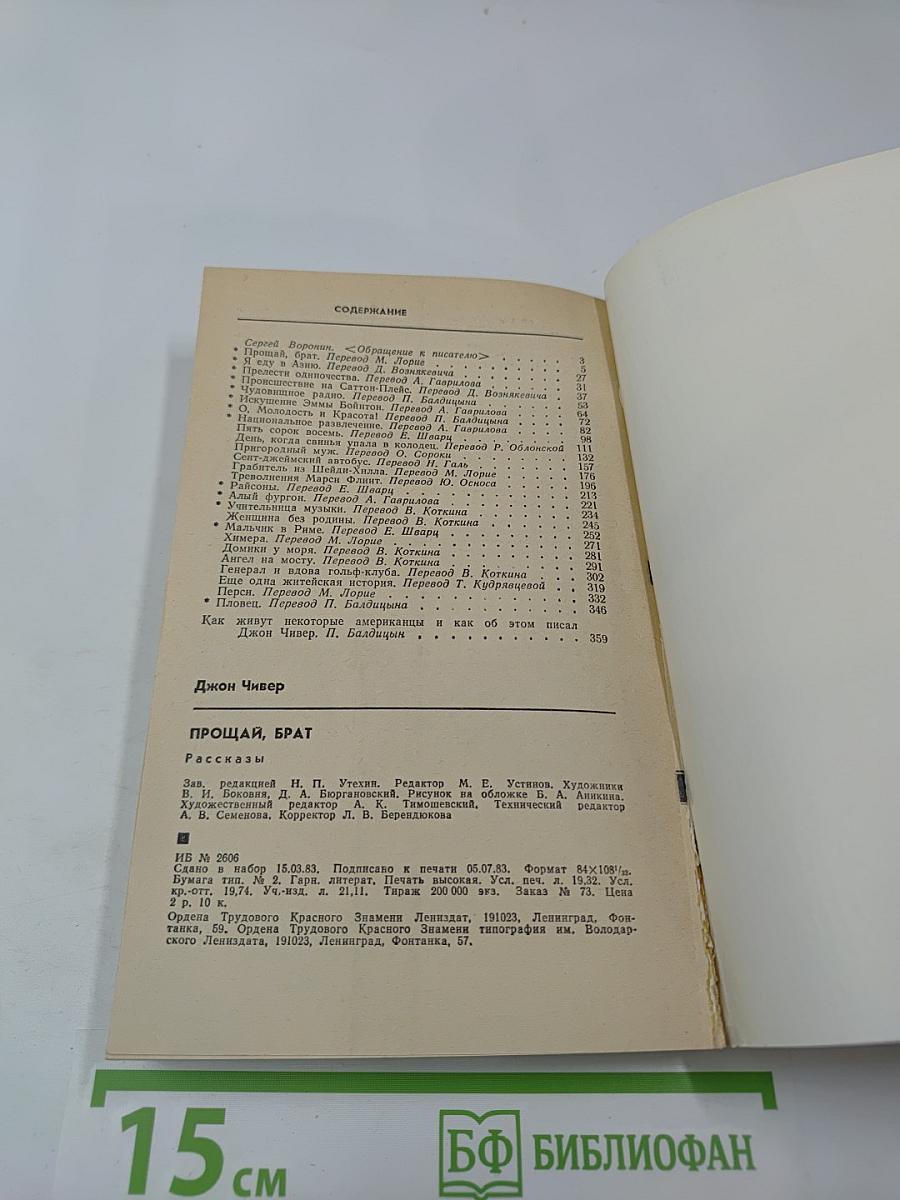 СОДЕРЖАНИЕ
Сергей Воронин. <Обращение к писателю> . . . . . 3
* Прощай, брат. Перевод М. Лорие . . . . . . . 5
* Я еду в Азию. Перевод Д. Вознякевича . . . . . 27
* Прелести одиночества. Перевод А. Гаврилова . . . . 31
* Происшествие на Саттон-Плейс. Перевод Д. Вознякевича . 37
* Чудовищное радио. Перевод П. Балдицына . . . . . 53
* Искушение Эммы Бойнтон. Перевод А. Гаврилова . . . 64
* О, Молодость и Красота! Перевод П. Балдицына . . . 72
* Национальное развлечение. Перевод А. Гаврилова . . . 82
Пять сорок восемь. Перевод Е. Шварц . . . . . . 98
День, когда свинья упала в колодец. Перевод Р. Облонской 111
Пригородный муж. Перевод О. Сороки . . . . . . 132
Сент-джеймский автобус. Перевод Н. Галь . . . . . 157
Грабитель из Шейди-Хилла. Перевод М. Лорие . . . . 176
Треволнения Марси Флинт. Перевод Ю. Осноса . . . . 196
* Райсоны. Перевод Е. Шварц . . . . . . . . 213
* Алый фургон. Перевод А. Гаврилова . . . . . . 221
* Учительница музыки. Перевод В. Коткина . . . . . 234
Женщина без родины. Перевод В. Коткина . . . . . 245
* Мальчик в Риме. Перевод Е. Шварц . . . . . . 252
Химера. Перевод М. Лорие . . . . . . . . 271
Домики у моря. Перевод В. Коткина . . . . . . 281
Ангел на мосту. Перевод В. Коткина . . . . . . 291
Генерал и вдова гольф-клуба. Перевод В. Коткина . . . 302
Еще одна житейская история. Перевод Т. Кудрявцевой . . 319
Перси. Перевод М. Лорие . . . . . . . . 332
* Пловец. Перевод П. Балдицына . . . . . . . 346
Как живут некоторые американцы и как об этом писал
Джон Чивер. П. Балдицын . . . . . . . . 359
Джон Чивер
ПРОЩАЙ, БРАТ
Рассказы
Зав. редакцией Н. П. Утехин. Редактор М. Е. Устинов. Художники
В. И. Боковня, Д. А. Бюргановский. Рисунок на обложке Б. А. Аникина.
Художественный редактор А. К. Тимошевский. Технический редактор
А. В. Семенова. Корректор Л. В. Берендюкова
ИБ № 2606
Сдано в набор 15.03.83. Подписано к печати 05.07.83. Формат 84×108¹/₃₂.
Бумага тип. № 2. Гарн. литерат. Печать высокая. Усл. печ. л. 19,32. Усл.
кр.-отт. 19,74. Уч.-изд. л. 21,11. Тираж 200 000 экз. Заказ № 73. Цена
2 р. 10 к.
Ордена Трудового Красного Знамени Лениздат, 191023, Ленинград, Фон-
танка, 59. Ордена Трудового Красного Знамени типография им. Володар-
ского Лениздата, 191023, Ленинград, Фонтанка, 57.
15 см
БФ БИБЛИОФАН